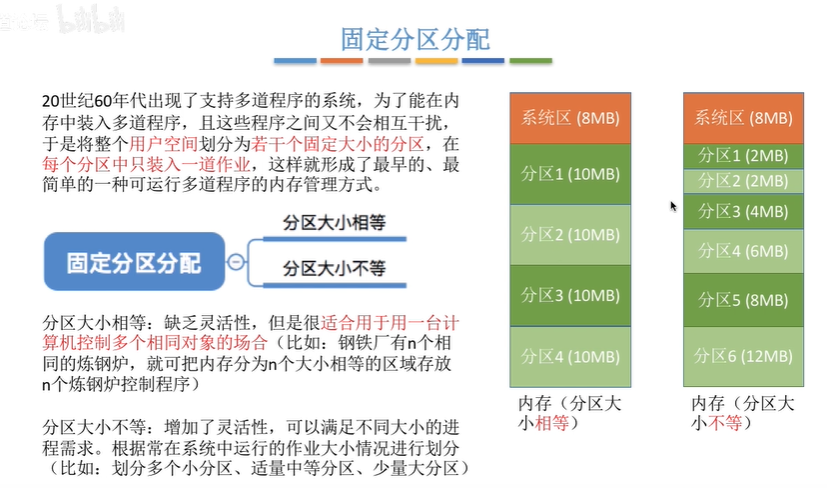 bilibili
固定分区分配
20世纪60年代出现了支持多道程序的系统，为了能在内
存中装入多道程序，且这些程序之间又不会相互干扰，
于是将整个用户空间划分为若干个固定大小的分区，在
每个分区中只装入一道作业，这样就形成了最早的、最
简单的一种可运行多道程序的内存管理方式。
固定分区分配
分区大小相等
分区大小不等
分区大小相等：缺乏灵活性，但是很适合用于用一台计
算机控制多个相同对象的场合（比如：钢铁厂有n个相
同的炼钢炉，就可把内存分为n个大小相等的区域存放
n个炼钢炉控制程序）
分区大小不等：增加了灵活性，可以满足不同大小的进
程需求。根据常在系统中运行的作业大小情况进行划分
（比如：划分多个小分区、适量中等分区、少量大分区）
系统区 (8MB)
分区1 (10MB)
分区2 (10MB)
分区3 (10MB)
分区4 (10MB)
内存（分区大
小相等）
系统区 (8MB)
分区1 (2MB)
分区2 (2MB)
分区3 (4MB)
分区4 (6MB)
分区5 (8MB)
分区6 (12MB)
内存（分区大
小不等）